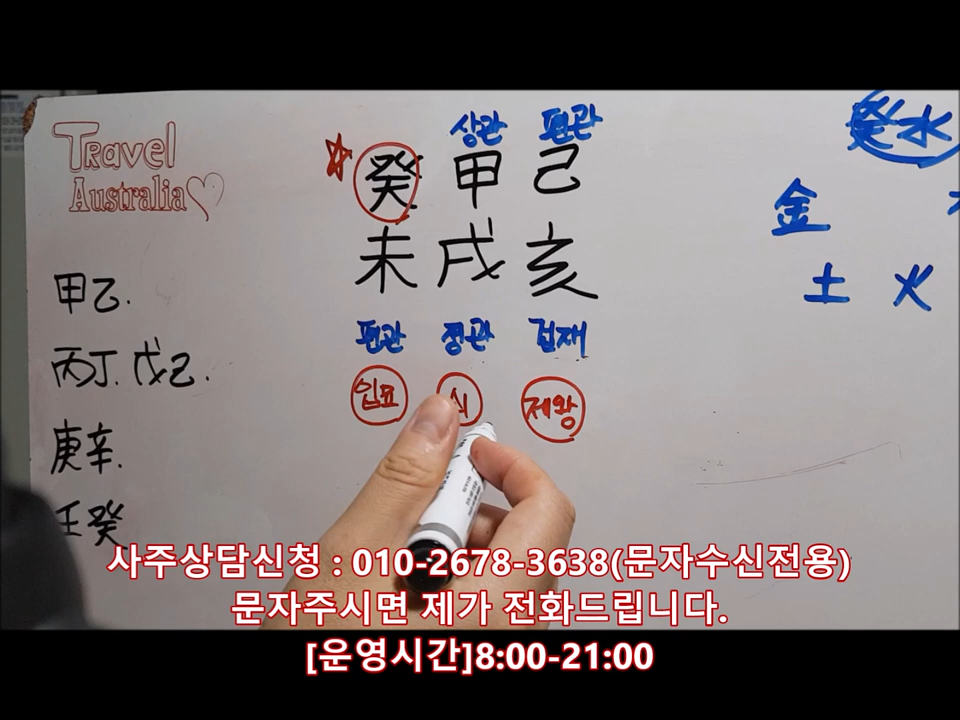 Travel
Australia
상관 편관
癸 甲 己
未 戌 亥
편관 정관 겁재
입묘 제왕
甲乙.
丙丁. 戊己.
庚辛.
壬癸
癸水
金
土 火
사주상담신청 : 010-2678-3638(문자수신전용)
문자주시면 제가 전화드립니다.
[운영시간]8:00-21:00